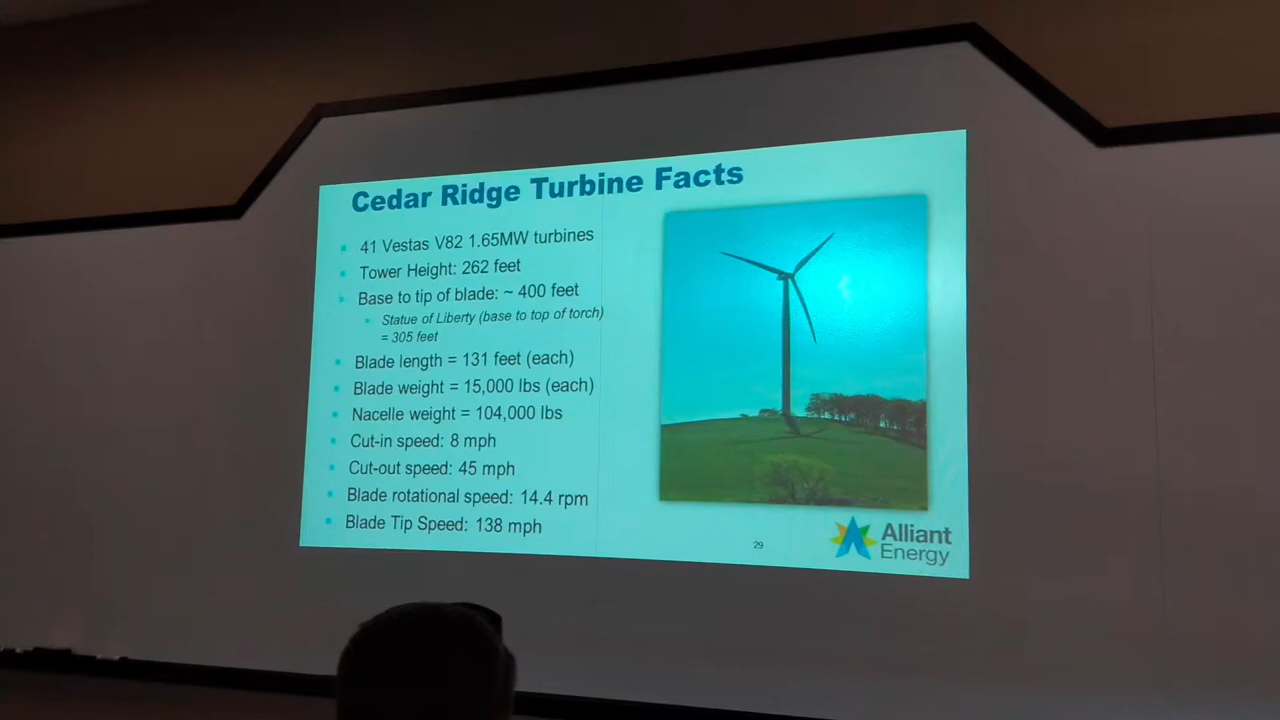 Cedar Ridge Turbine Facts
41 Vestas V82 1.65MW turbines
Tower Height: 262 feet
Base to tip of blade: ~ 400 feet
Statue of Liberty (base to top of torch)
= 305 feet
Blade length = 131 feet (each)
Blade weight = 15,000 lbs (each)
Nacelle weight = 104,000 lbs
Cut-in speed: 8 mph
Cut-out speed: 45 mph
Blade rotational speed: 14.4 rpm
Blade Tip Speed: 138 mph
29
Alliant
Energy